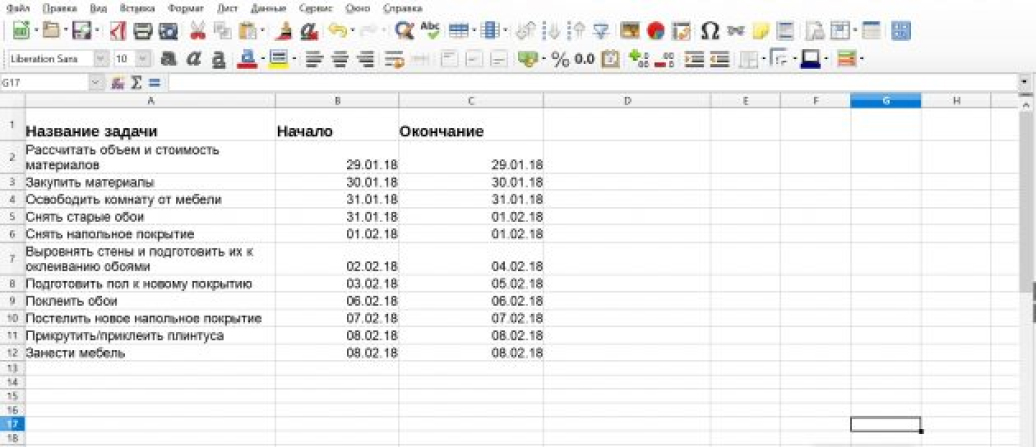 Файл Правка Вид Вставка Формат Лист Данные Сервис Окно Справка
Liberation Sans 10 % 0.0
G17
A B C D E F G H
1 Название задачи Начало Окончание
2 Рассчитать объем и стоимость
материалов 29.01.18 29.01.18
3 Закупить материалы 30.01.18 30.01.18
4 Освободить комнату от мебели 31.01.18 31.01.18
5 Снять старые обои 31.01.18 01.02.18
6 Снять напольное покрытие 01.02.18 01.02.18
7 Выровнять стены и подготовить их к
оклеиванию обоями 02.02.18 04.02.18
8 Подготовить пол к новому покрытию 03.02.18 05.02.18
9 Поклеить обои 06.02.18 06.02.18
10 Постелить новое напольное покрытие 07.02.18 07.02.18
11 Прикрутить/приклеить плинтуса 08.02.18 08.02.18
12 Занести мебель 08.02.18 08.02.18
13
14
15
16
17
18